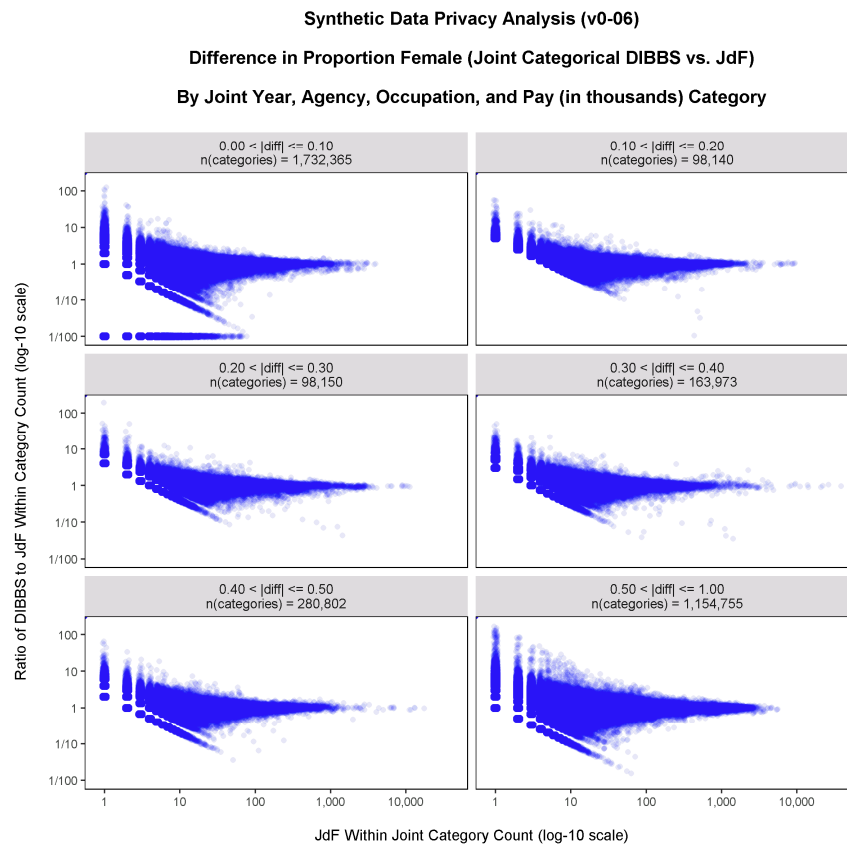 Synthetic Data Privacy Analysis (v0-06)
Difference in Proportion Female (Joint Categorical DIBBS vs. JdF)
By Joint Year, Agency, Occupation, and Pay (in thousands) Category
0.00 < |diff| <= 0.10
n(categories) = 1,732,365
0.10 < |diff| <= 0.20
n(categories) = 98,140
100
10
1
1/10
1/100
0.20 < |diff| <= 0.30
n(categories) = 98,150
0.30 < |diff| <= 0.40
n(categories) = 163,973
100
10
1
1/10
1/100
0.40 < |diff| <= 0.50
n(categories) = 280,802
0.50 < |diff| <= 1.00
n(categories) = 1,154,755
100
10
1
1/10
1/100
1 10 100 1,000 10,000
1 10 100 1,000 10,000
Ratio of DIBBS to JdF Within Category Count (log-10 scale)
JdF Within Joint Category Count (log-10 scale)